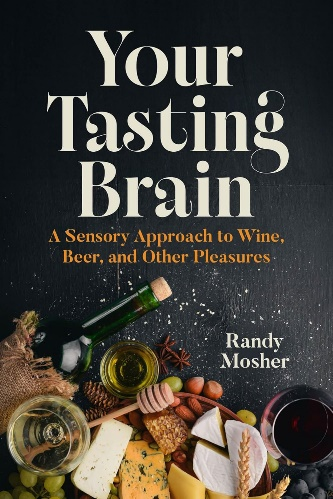 Your
Tasting
Brain
A Sensory Approach to Wine,
Beer, and Other Pleasures
Randy
Mosher